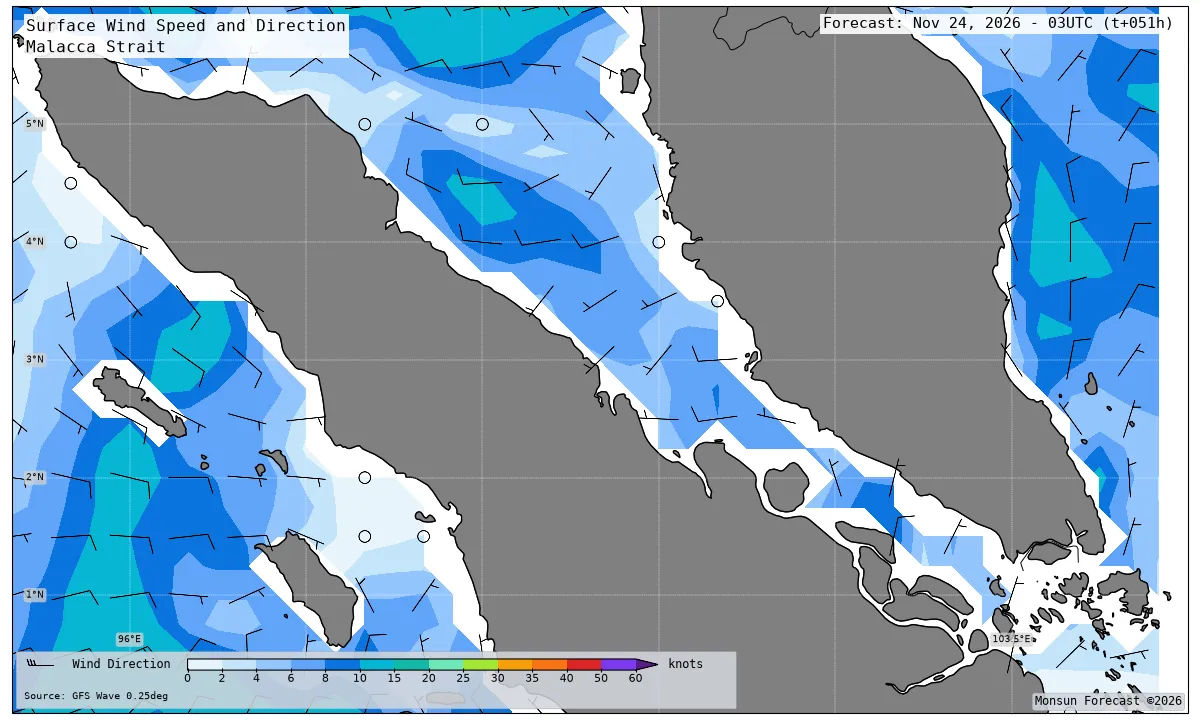 Surface Wind Speed and Direction
Malacca Strait
Forecast: Nov 24, 2026 - 03UTC (t+051h)
5°N
4°N
3°N
2°N
1°N
96°E
103.5°E
Wind Direction
0 2 4 6 8 10 12 15 20 25 30 35 40 50 60
knots
Source: GFS Wave 0.25deg
Monsun Forecast ©2026